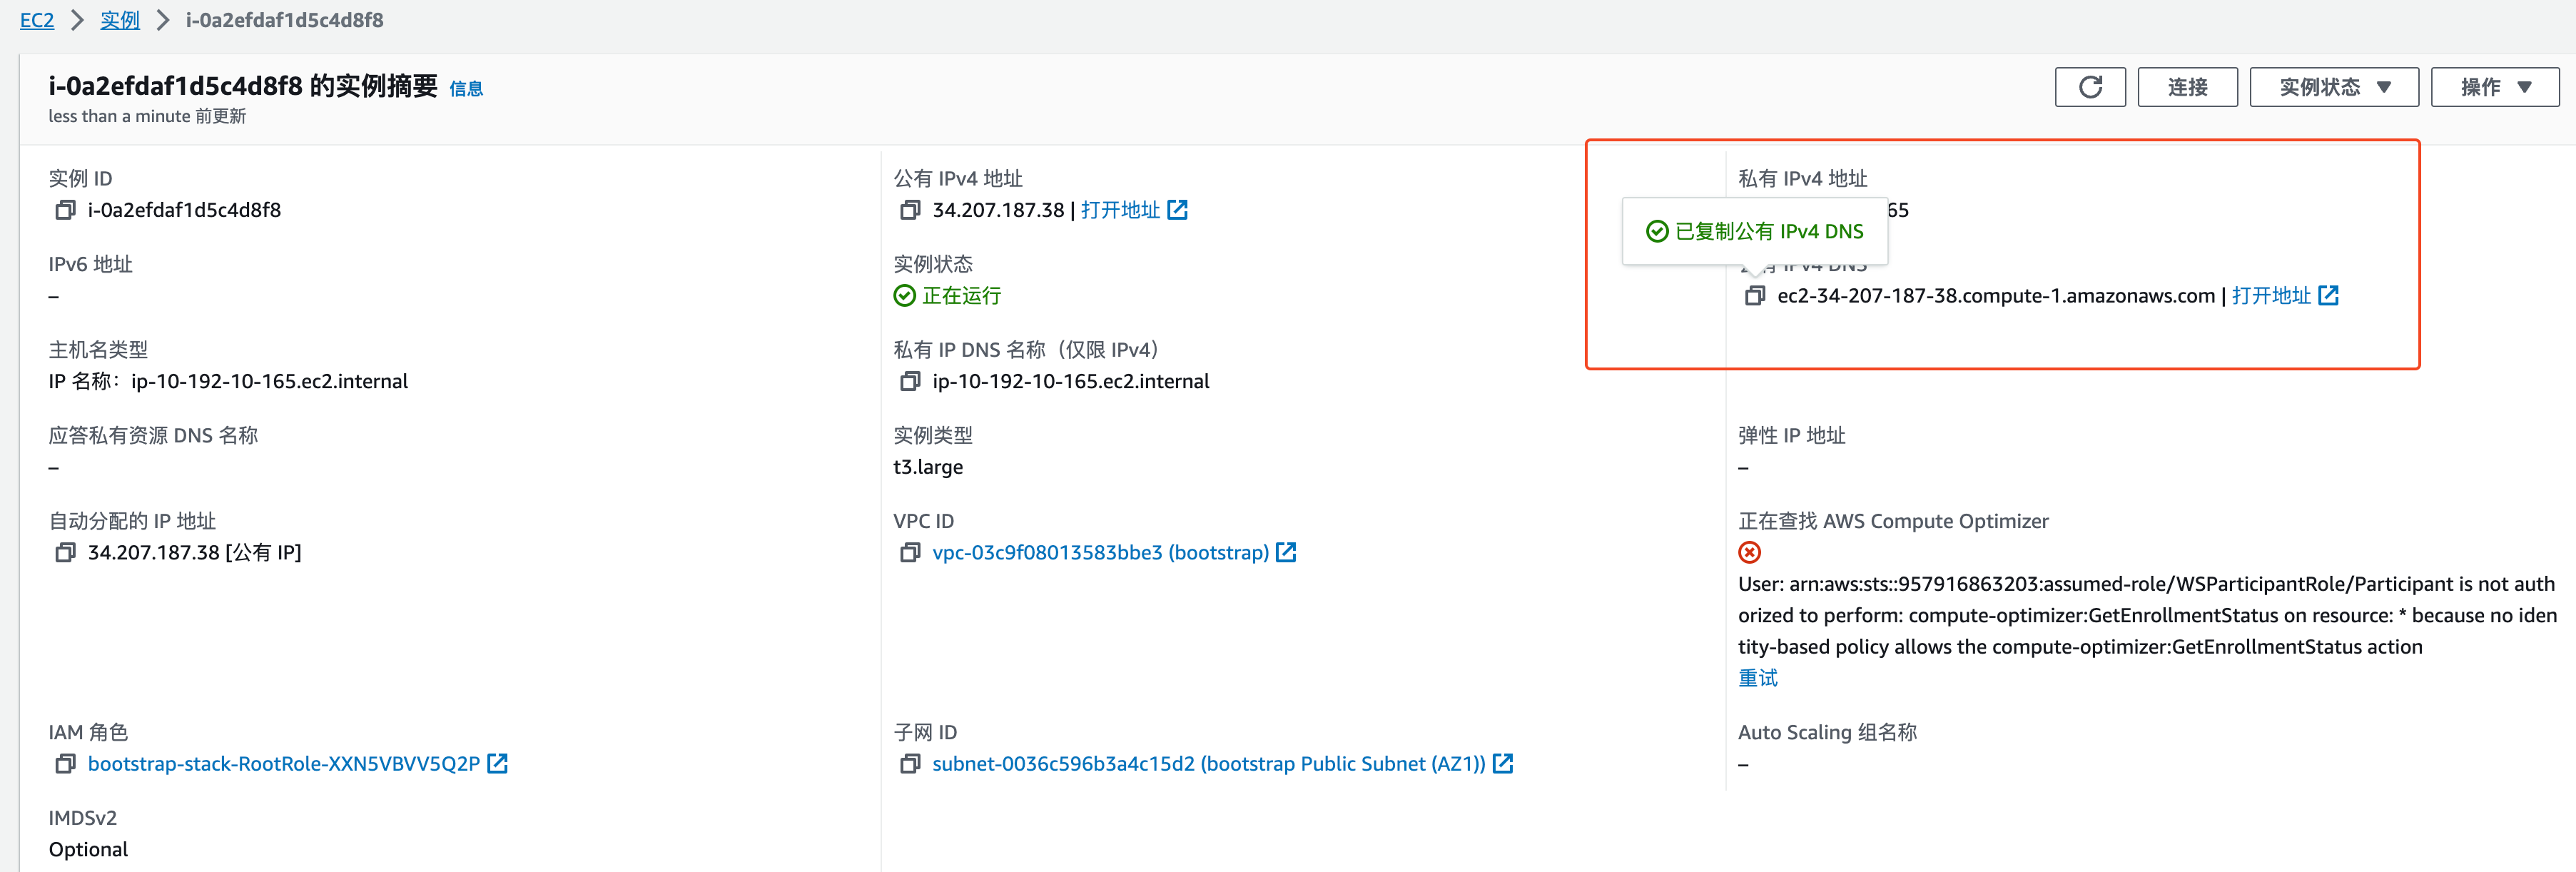 EC2 > 实例 > i-0a2efdaf1d5c4d8f8
i-0a2efdaf1d5c4d8f8 的实例摘要 信息
less than a minute 前更新
连接
实例状态
操作
实例 ID
i-0a2efdaf1d5c4d8f8
公有 IPv4 地址
34.207.187.38 | 打开地址
私有 IPv4 地址
65
已复制公有 IPv4 DNS
IPv6 地址
–
实例状态
正在运行
IPv4 DNS
ec2-34-207-187-38.compute-1.amazonaws.com | 打开地址
主机名类型
IP 名称：ip-10-192-10-165.ec2.internal
私有 IP DNS 名称（仅限 IPv4）
ip-10-192-10-165.ec2.internal
应答私有资源 DNS 名称
–
实例类型
t3.large
弹性 IP 地址
–
自动分配的 IP 地址
34.207.187.38 [公有 IP]
VPC ID
vpc-03c9f08013583bbe3 (bootstrap)
正在查找 AWS Compute Optimizer
User: arn:aws:sts::957916863203:assumed-role/WSParticipantRole/Participant is not auth
orized to perform: compute-optimizer:GetEnrollmentStatus on resource: * because no iden
tity-based policy allows the compute-optimizer:GetEnrollmentStatus action
重试
IAM 角色
bootstrap-stack-RootRole-XXN5VBVV5Q2P
子网 ID
subnet-0036c596b3a4c15d2 (bootstrap Public Subnet (AZ1))
Auto Scaling 组名称
–
IMDSv2
Optional